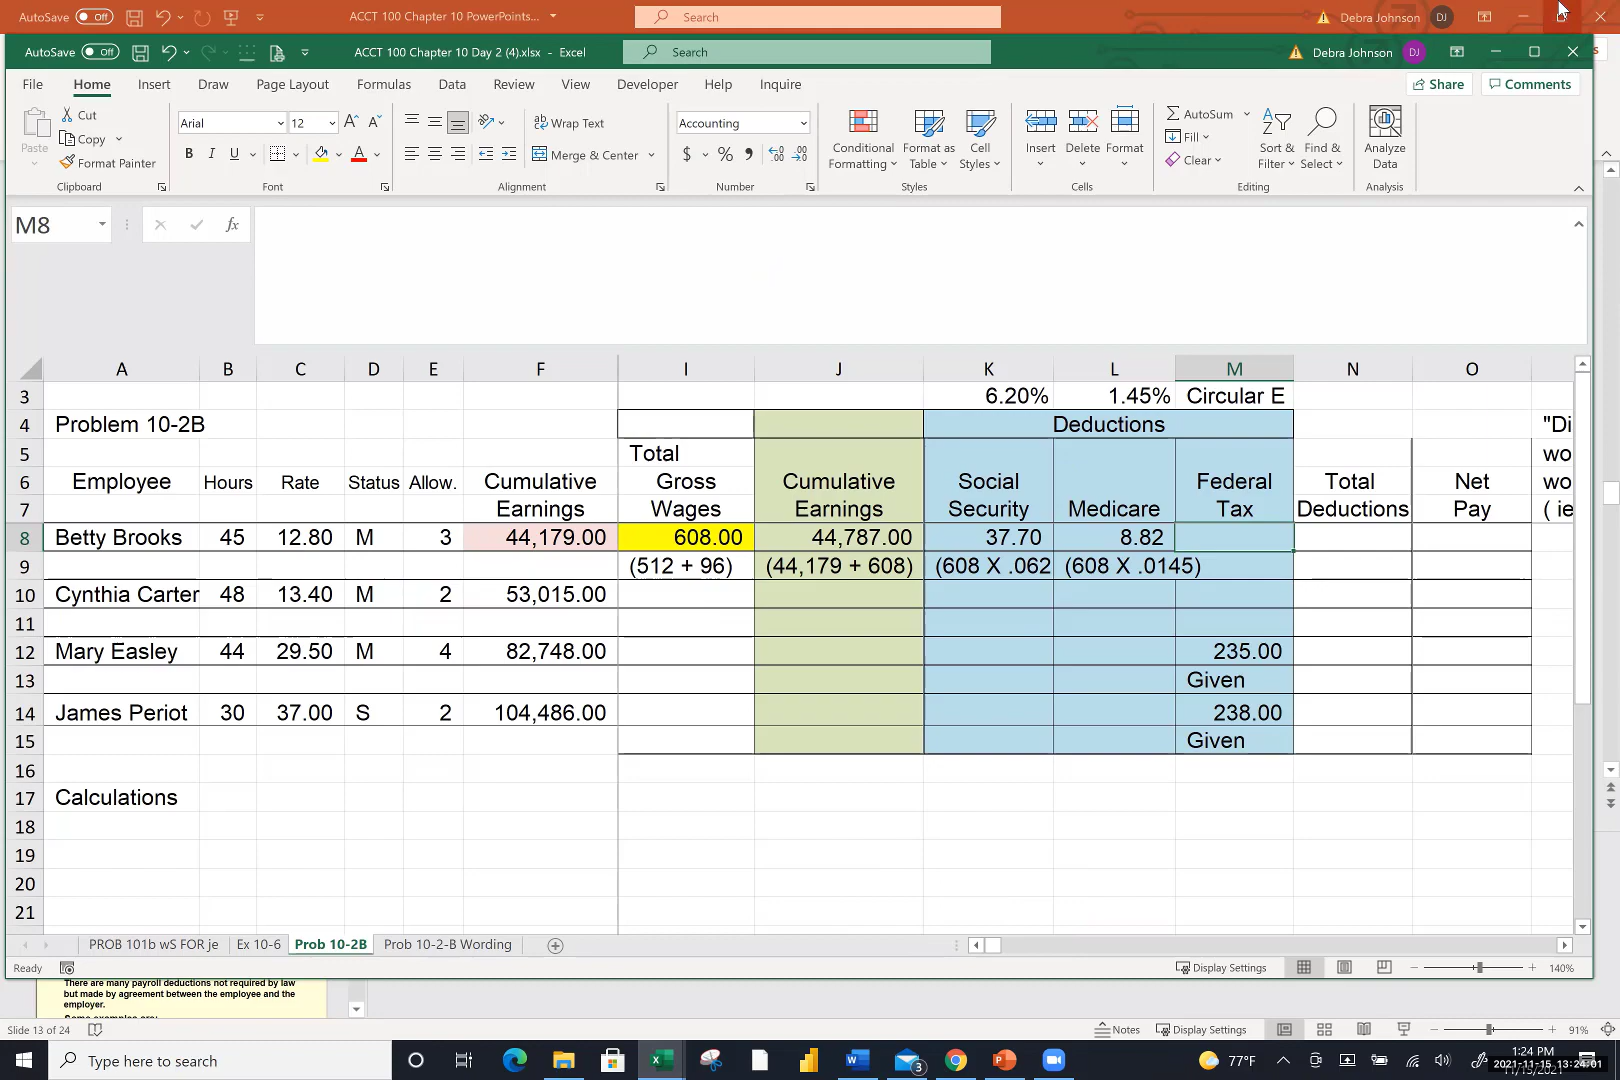 AutoSave Off ACCT 100 Chapter 10 PowerPoints... Search Debra Johnson DJ
AutoSave Off ACCT 100 Chapter 10 Day 2 (4).xlsx - Excel Search Debra Johnson DJ
File Home Insert Draw Page Layout Formulas Data Review View Developer Help Inquire Share Comments
Paste Cut Copy Format Painter Clipboard
Arial 12 B I U A A A Font
Wrap Text Merge & Center Alignment
Accounting $ % Number
Conditional Formatting Format as Table Cell Styles Styles
Insert Delete Format Cells
AutoSum Fill Clear Sort & Filter Find & Select Editing
Analyze Data Analysis
M8 fx
A B C D E F I J K L M N O
3 6.20% 1.45% Circular E
4 Problem 10-2B Deductions "Di
5 Total wo
6 Employee Hours Rate Status Allow. Cumulative Gross Cumulative Social Federal Total Net wo
7 Earnings Wages Earnings Security Medicare Tax Deductions Pay ( ie
8 Betty Brooks 45 12.80 M 3 44,179.00 608.00 44,787.00 37.70 8.82
9 (512 + 96) (44,179 + 608) (608 X .062 (608 X .0145)
10 Cynthia Carter 48 13.40 M 2 53,015.00
11
12 Mary Easley 44 29.50 M 4 82,748.00 235.00
13 Given
14 James Periot 30 37.00 S 2 104,486.00 238.00
15 Given
16
17 Calculations
18
19
20
21
PROB 101b wS FOR je Ex 10-6 Prob 10-2B Prob 10-2-B Wording
Ready Display Settings 140%
There are many payroll deductions not required by law
but made by agreement between the employee and the
employer.
Slide 13 of 24 Notes Display Settings 91%
Type here to search 3 77°F 1:24 PM
2021-11-15 13:24:01